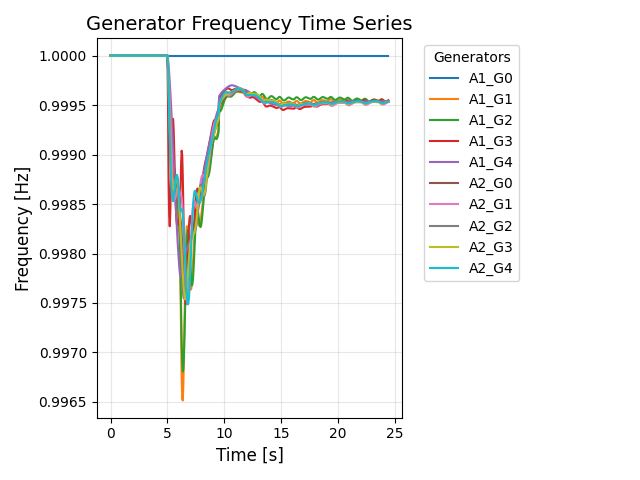 Generator Frequency Time Series
Frequency [Hz]
1.0000
0.9995
0.9990
0.9985
0.9980
0.9975
0.9970
0.9965
0 5 10 15 20 25
Time [s]
Generators
A1_G0
A1_G1
A1_G2
A1_G3
A1_G4
A2_G0
A2_G1
A2_G2
A2_G3
A2_G4